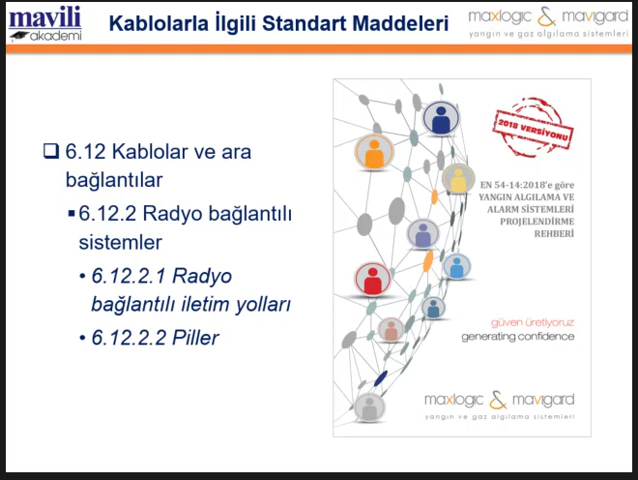 mavili
akademi
Kablolarla İlgili Standart Maddeleri
maxlogic & mavigard
yangın ve gaz algılama sistemleri
6.12 Kablolar ve ara
bağlantılar
6.12.2 Radyo bağlantılı
sistemler
6.12.2.1 Radyo
bağlantılı iletim yolları
6.12.2.2 Piller
2018 VERSİYONU
EN 54-14:2018'e göre
YANGIN ALGILAMA VE
ALARM SİSTEMLERİ
PROJELENDİRME
REHBERİ
güven üretiyoruz
generating confidence
maxlogic & mavigard
yangın ve gaz algılama sistemleri